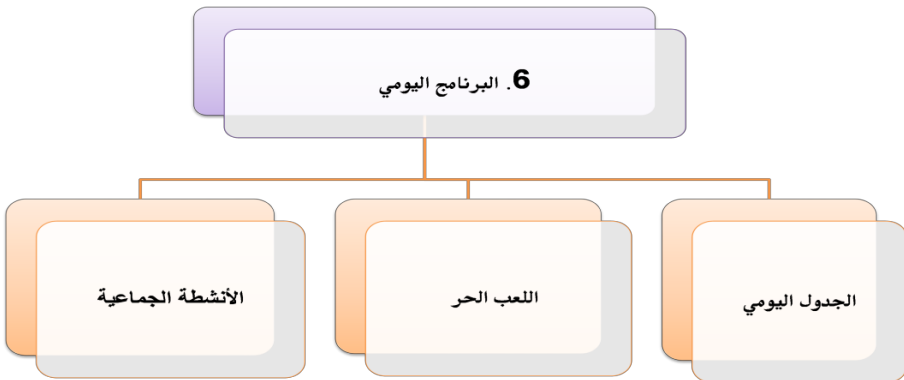 6. البرنامج اليومي
الجدول اليومي
اللعب الحر
الأنشطة الجماعية